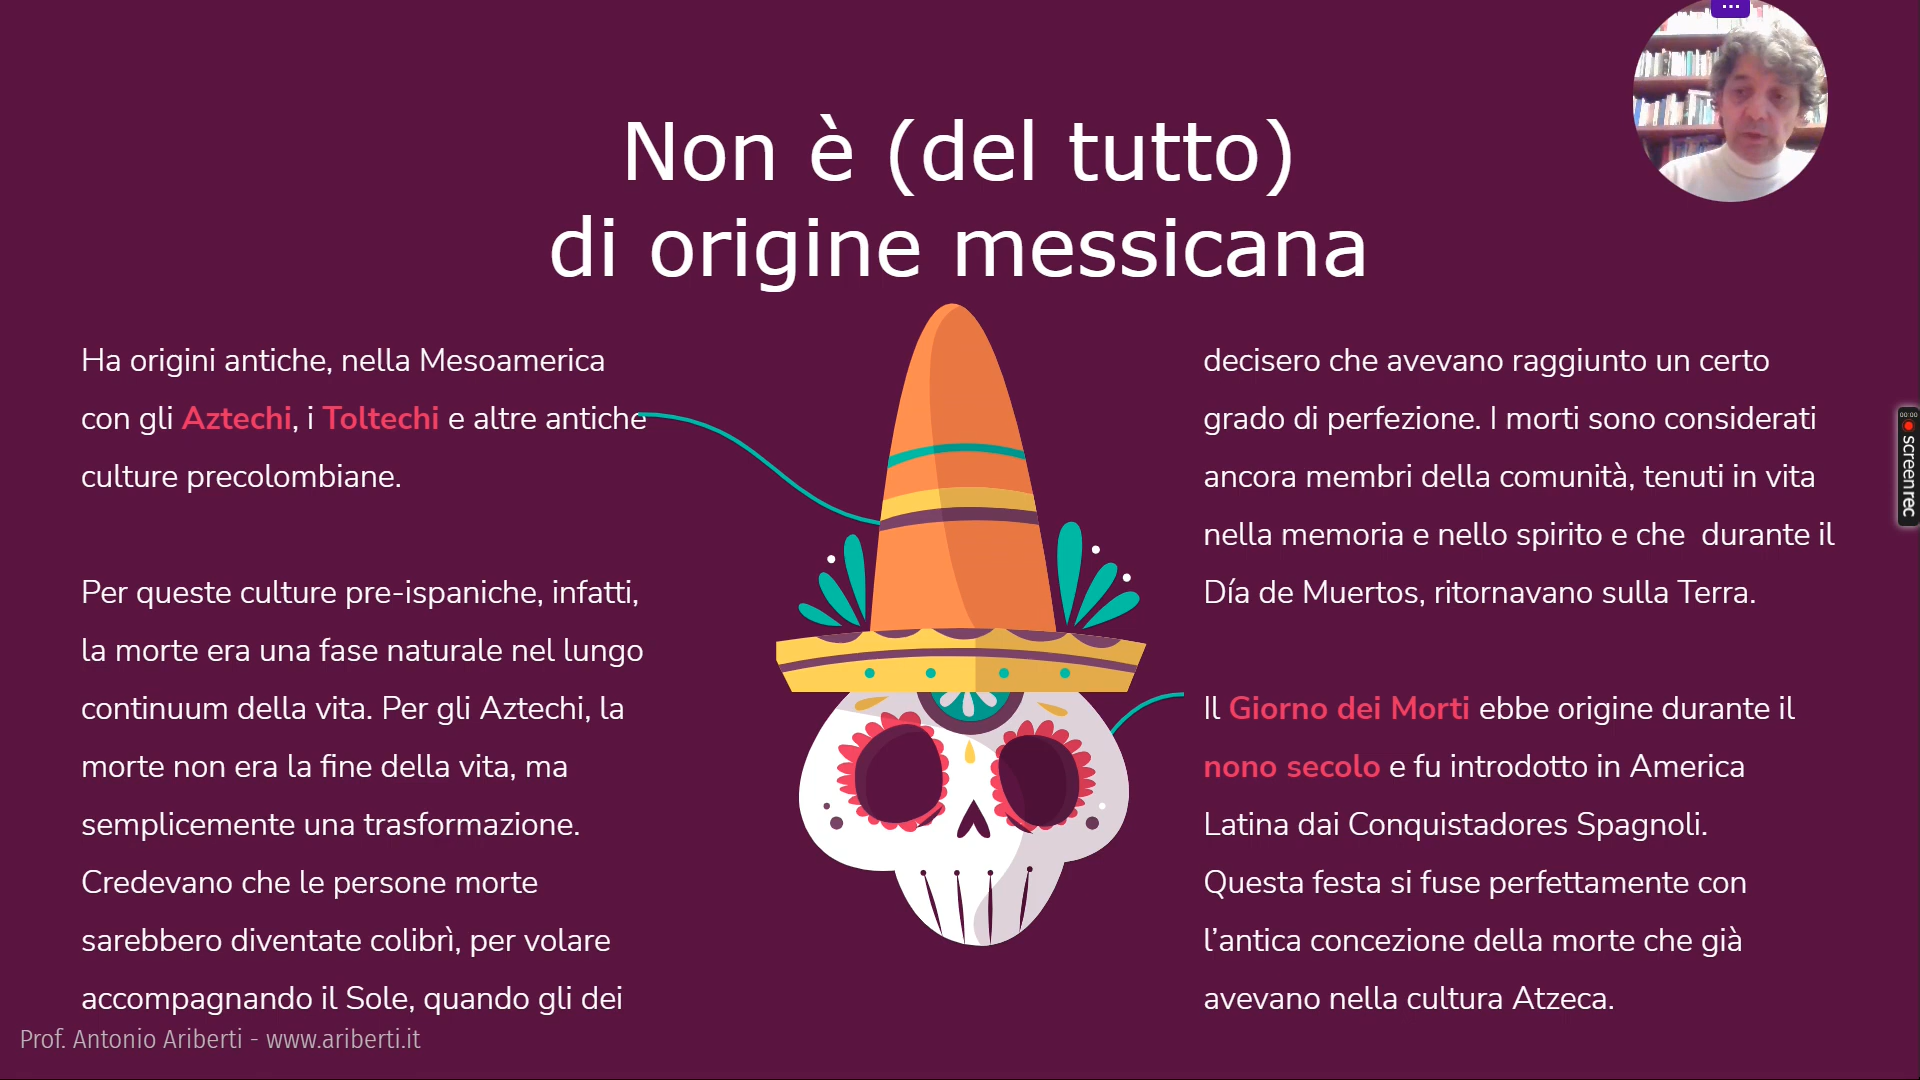 Non è (del tutto)
di origine messicana
Ha origini antiche, nella Mesoamerica
con gli Aztechi, i Toltechi e altre antiche
culture precolombiane.
Per queste culture pre-ispaniche, infatti,
la morte era una fase naturale nel lungo
continuum della vita. Per gli Aztechi, la
morte non era la fine della vita, ma
semplicemente una trasformazione.
Credevano che le persone morte
sarebbero diventate colibrì, per volare
accompagnando il Sole, quando gli dei
decisero che avevano raggiunto un certo
grado di perfezione. I morti sono considerati
ancora membri della comunità, tenuti in vita
nella memoria e nello spirito e che  durante il
Día de Muertos, ritornavano sulla Terra.
Il Giorno dei Morti ebbe origine durante il
nono secolo e fu introdotto in America
Latina dai Conquistadores Spagnoli.
Questa festa si fuse perfettamente con
l’antica concezione della morte che già
avevano nella cultura Atzeca.
Prof. Antonio Ariberti - www.ariberti.it
00:00
screenrec